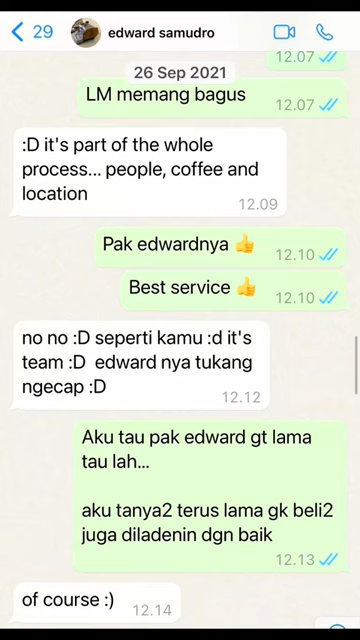 29
edward samudro
12.07
26 Sep 2021
LM memang bagus
12.07
:D it's part of the whole
process... people, coffee and
location
12.09
Pak edwardnya 👍
12.10
Best service 👍
12.10
no no :D seperti kamu :d it's
team :D edward nya tukang
ngecap :D
12.12
Aku tau pak edward gt lama
tau lah...
aku tanya2 terus lama gk beli2
juga diladenin dgn baik
12.13
of course :)
12.14